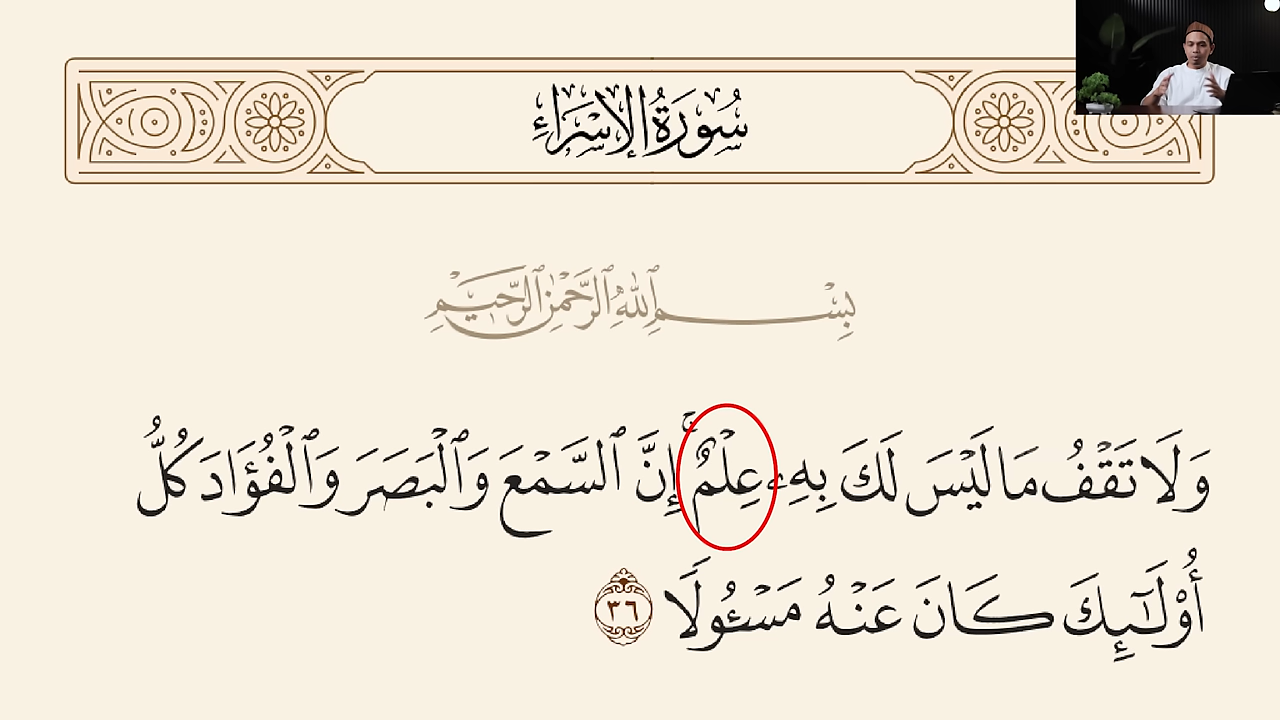 سُورَةُ الإِسْرَاءِ
بِسْمِ ٱللَّهِ ٱلرَّحْمَٰنِ ٱلرَّحِيمِ
وَلَا تَقْفُ مَا لَيْسَ لَكَ بِهِۦ عِلْمٌ ۚ إِنَّ ٱلسَّمْعَ وَٱلْبَصَرَ وَٱلْفُؤَادَ كُلُّ
أُو۟لَـٰٓئِكَ كَانَ عَنْهُ مَسْـُٔولًا ٣٦